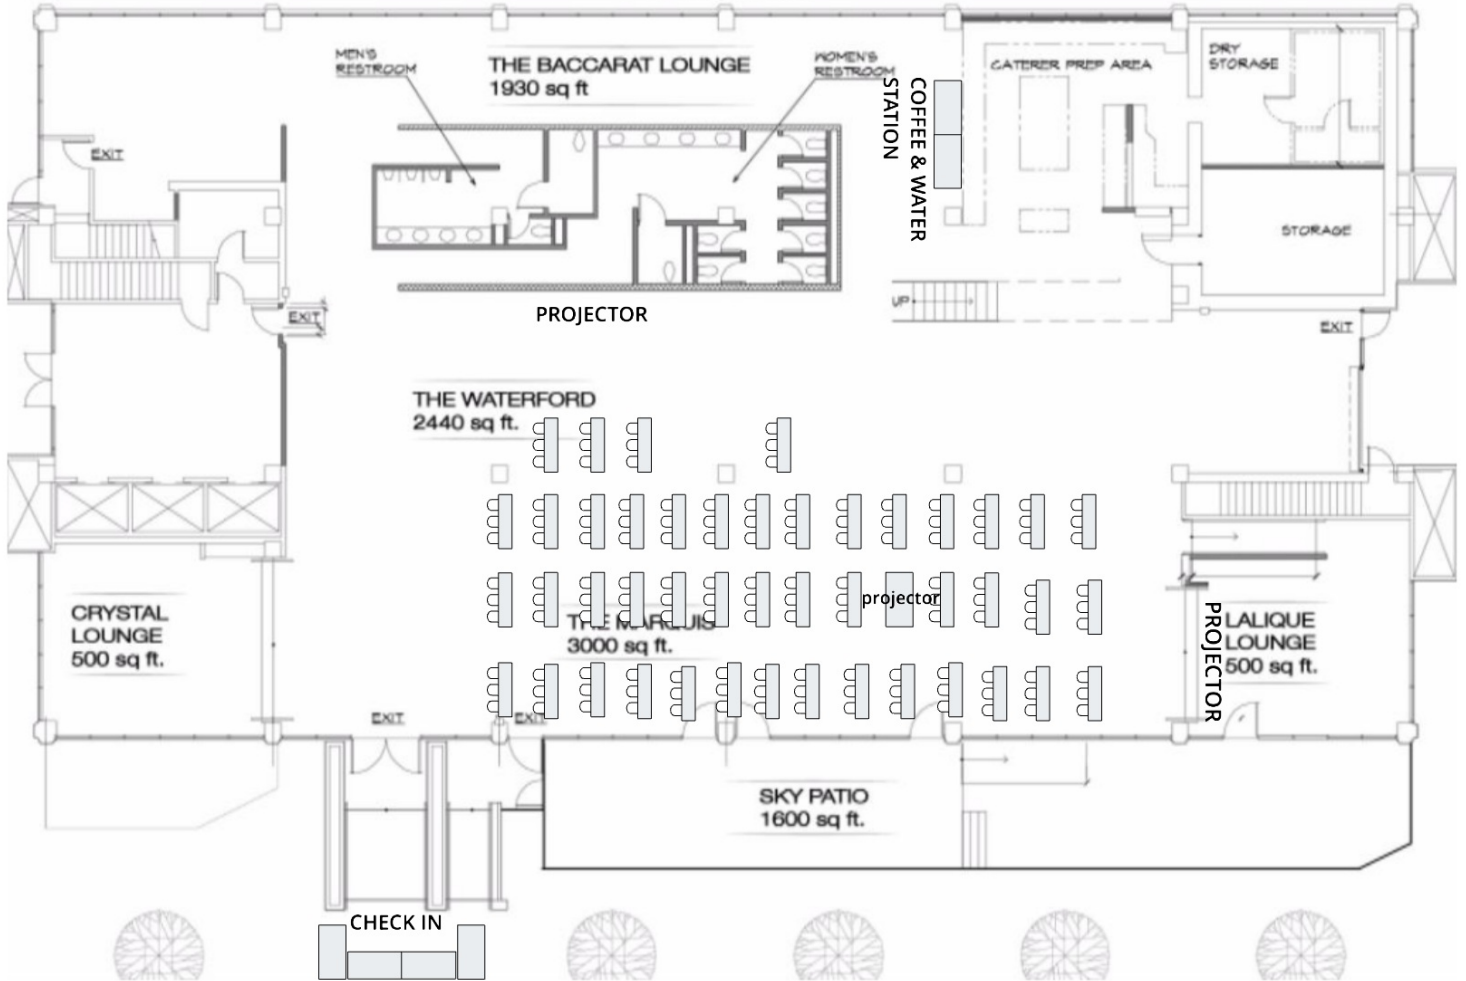 MEN'S
RESTROOM
THE BACCARAT LOUNGE
1930 sq ft
WOMEN'S
RESTROOM
COFFEE & WATER
STATION
CATERER PREP AREA
DRY
STORAGE
EXIT
STORAGE
UP
EXIT
PROJECTOR
EXIT
THE WATERFORD
2440 sq ft.
projector
THE MARQUIS
3000 sq ft.
CRYSTAL
LOUNGE
500 sq ft.
PROJECTOR
LALIQUE
LOUNGE
500 sq ft.
EXIT
EXIT
SKY PATIO
1600 sq ft.
CHECK IN